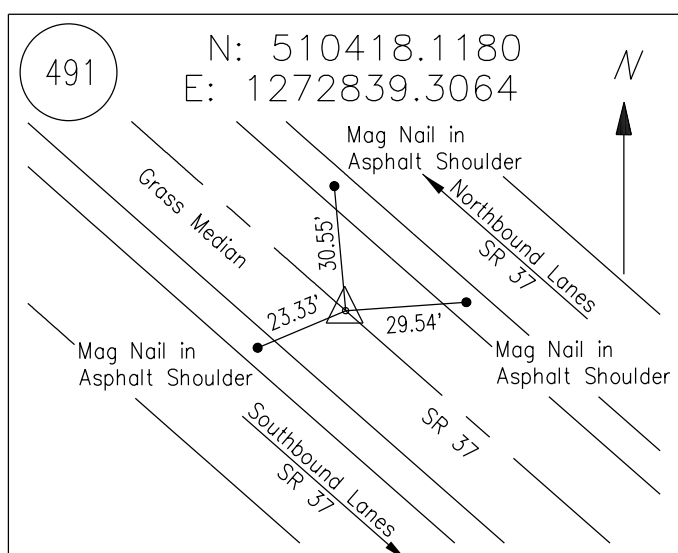 491
N: 510418.1180
E: 1272839.3064
N
Mag Nail in
Asphalt Shoulder
Grass Median
Northbound Lanes
SR 37
30.55'
23.33'
29.54'
Mag Nail in
Asphalt Shoulder
Mag Nail in
Asphalt Shoulder
SR 37
Southbound Lanes
SR 37